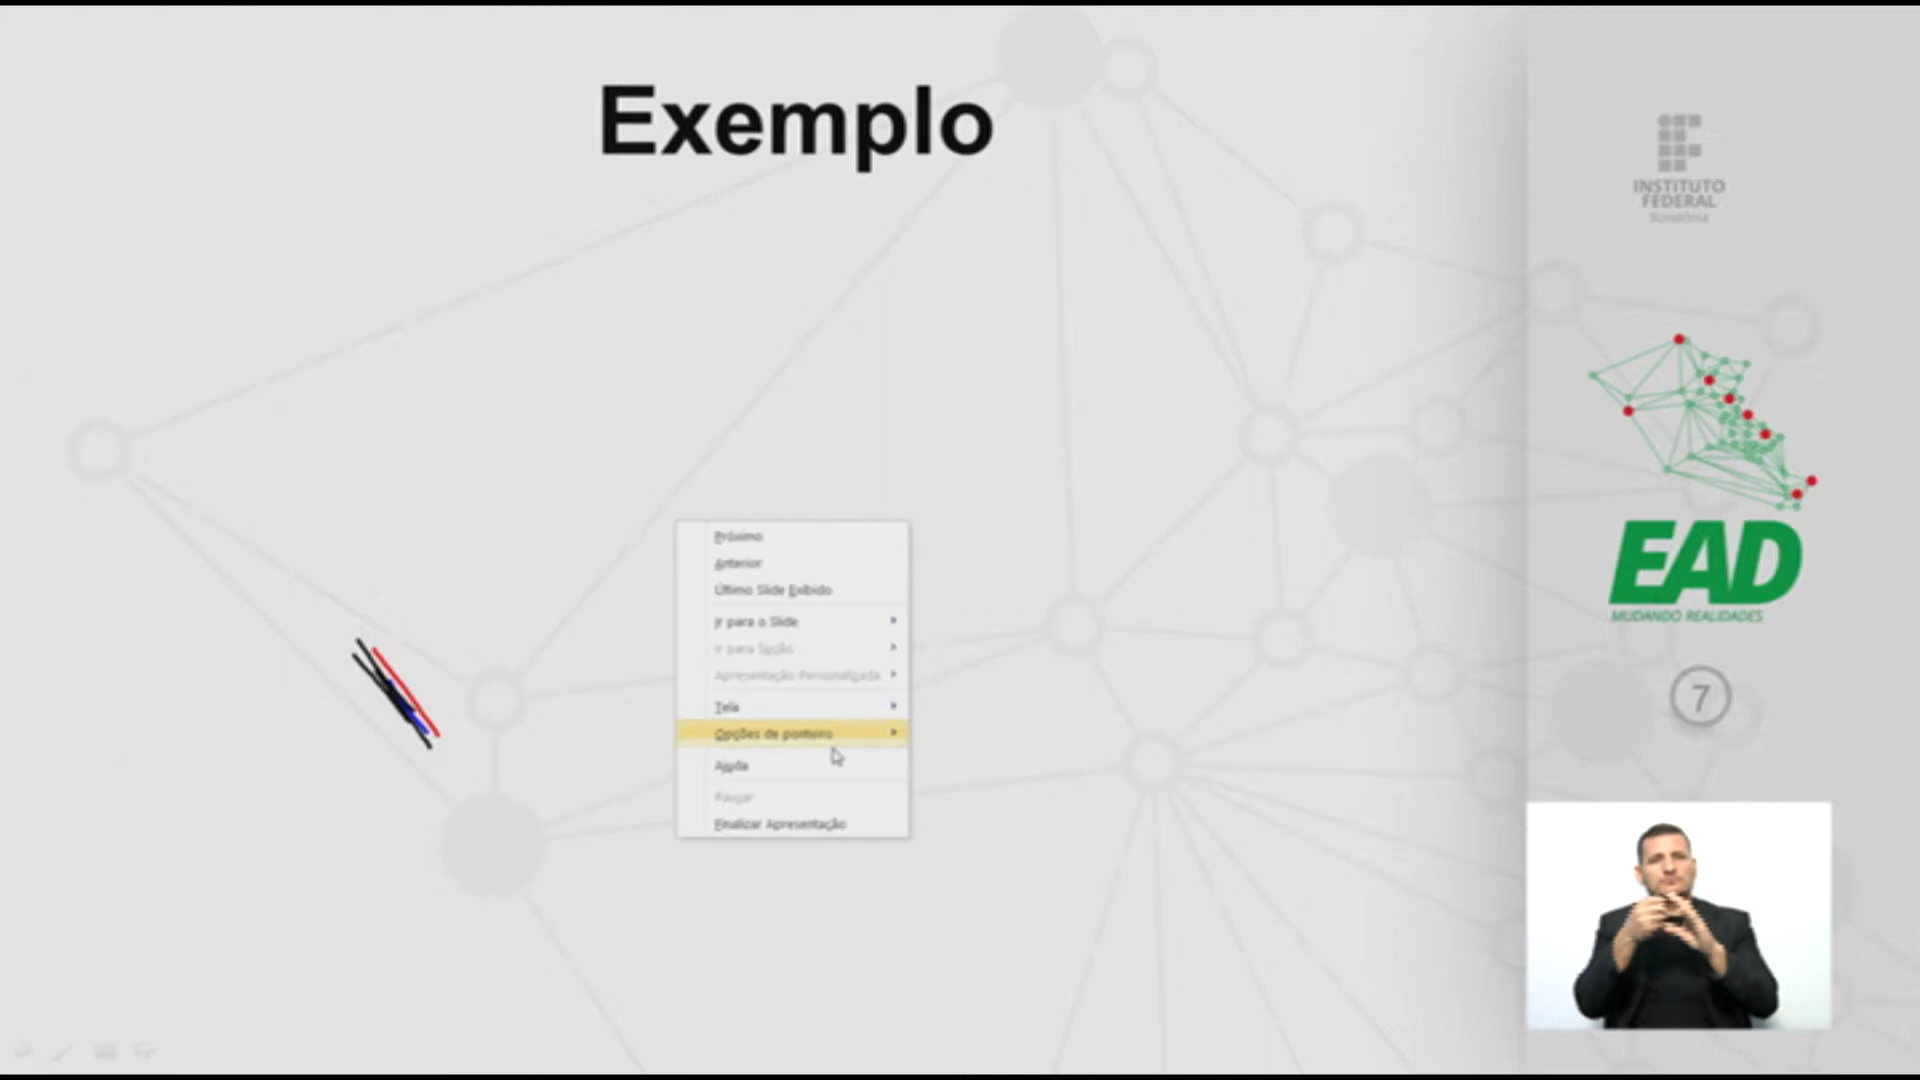 Exemplo
INSTITUTO
FEDERAL
Rondônia
EAD
MUDANDO REALIDADES
7
Próximo
Anterior
Último Slide Exibido
Ir para o Slide
Ir para Seção
Apresentação Personalizada
Tela
Opções de ponteiro
Ajuda
Pausar
Finalizar Apresentação